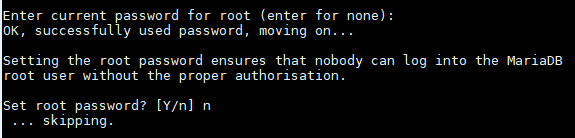 Enter current password for root (enter for none):
OK, successfully used password, moving on...
Setting the root password ensures that nobody can log into the MariaDB
root user without the proper authorisation.
Set root password? [Y/n] n
... skipping.